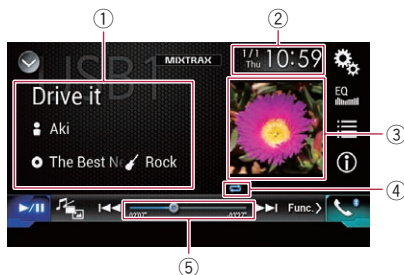 ① ②
USB1
MIXTRAX
1/1 Thu 10:59
Drive it
EQ
③
Aki
The Best Ne Rock
④
Func.
⑤